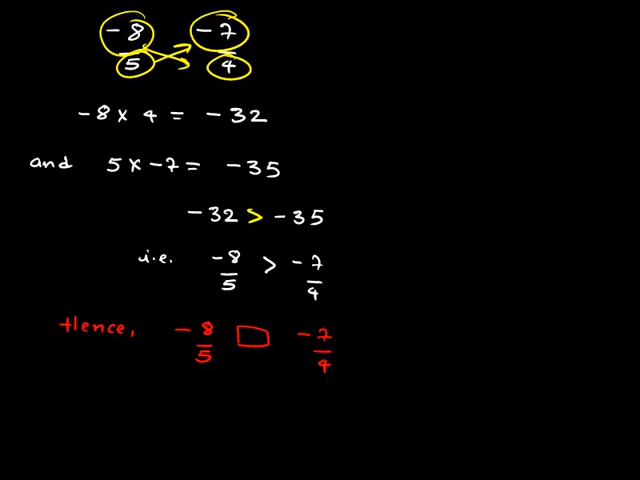 -8/5 -7/4
-8 × 4 = -32
and 5 × -7 = -35
-32 > -35
i.e. -8/5 > -7/4
Hence, -8/5 □ -7/4